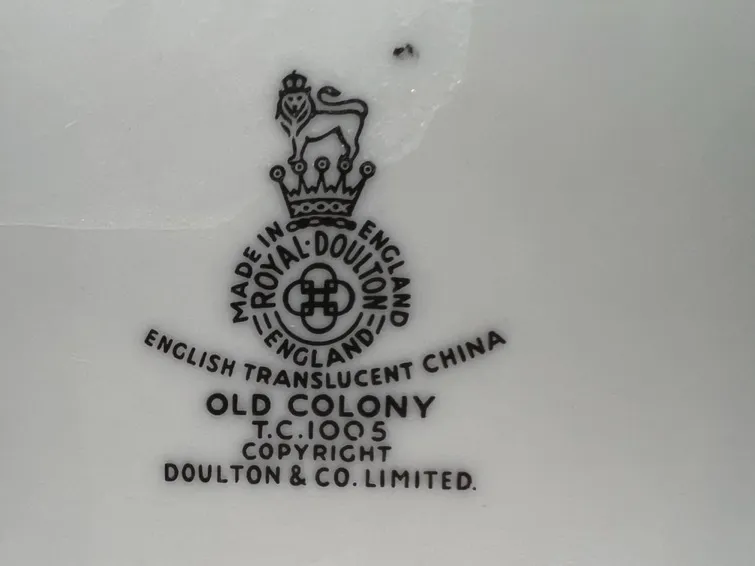 MADE IN ENGLAND
ROYAL·DOULTON
ENGLAND
ENGLISH TRANSLUCENT CHINA
OLD COLONY
T.C.1005
COPYRIGHT
DOULTON & CO. LIMITED.